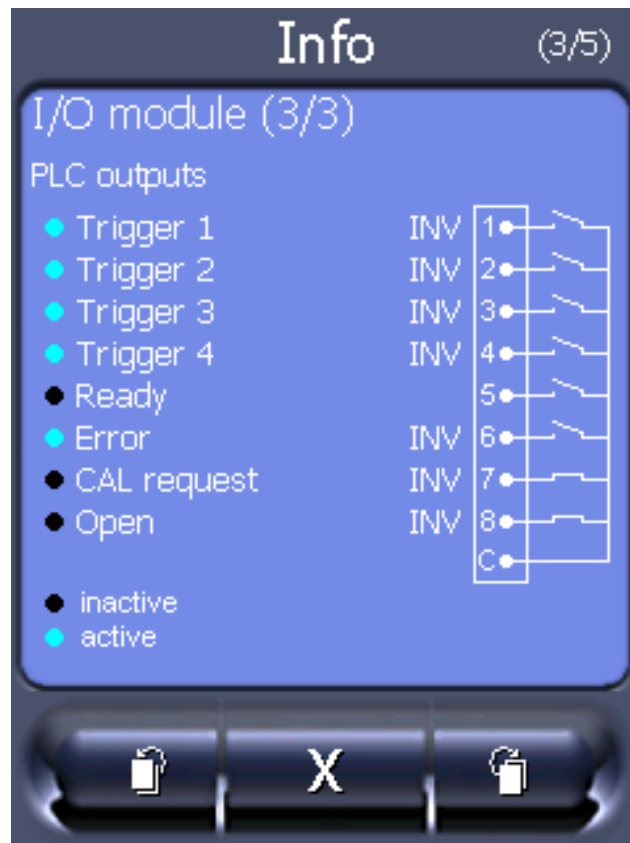 Info (3/5)
I/O module (3/3)
PLC outputs
Trigger 1 INV 1
Trigger 2 INV 2
Trigger 3 INV 3
Trigger 4 INV 4
Ready 5
Error INV 6
CAL request INV 7
Open INV 8
C
inactive
active
X